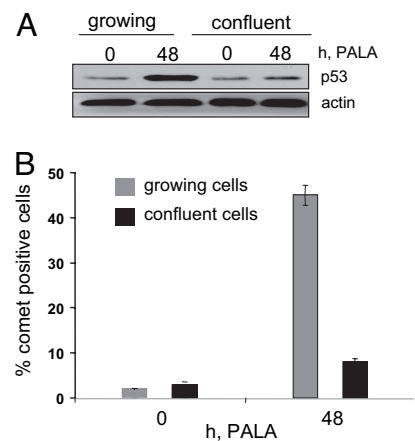 A
growing confluent
0 48 0 48 h, PALA
p53
actin
B
50
40
30
20
10
0
% comet positive cells
growing cells
confluent cells
0 48
h, PALA